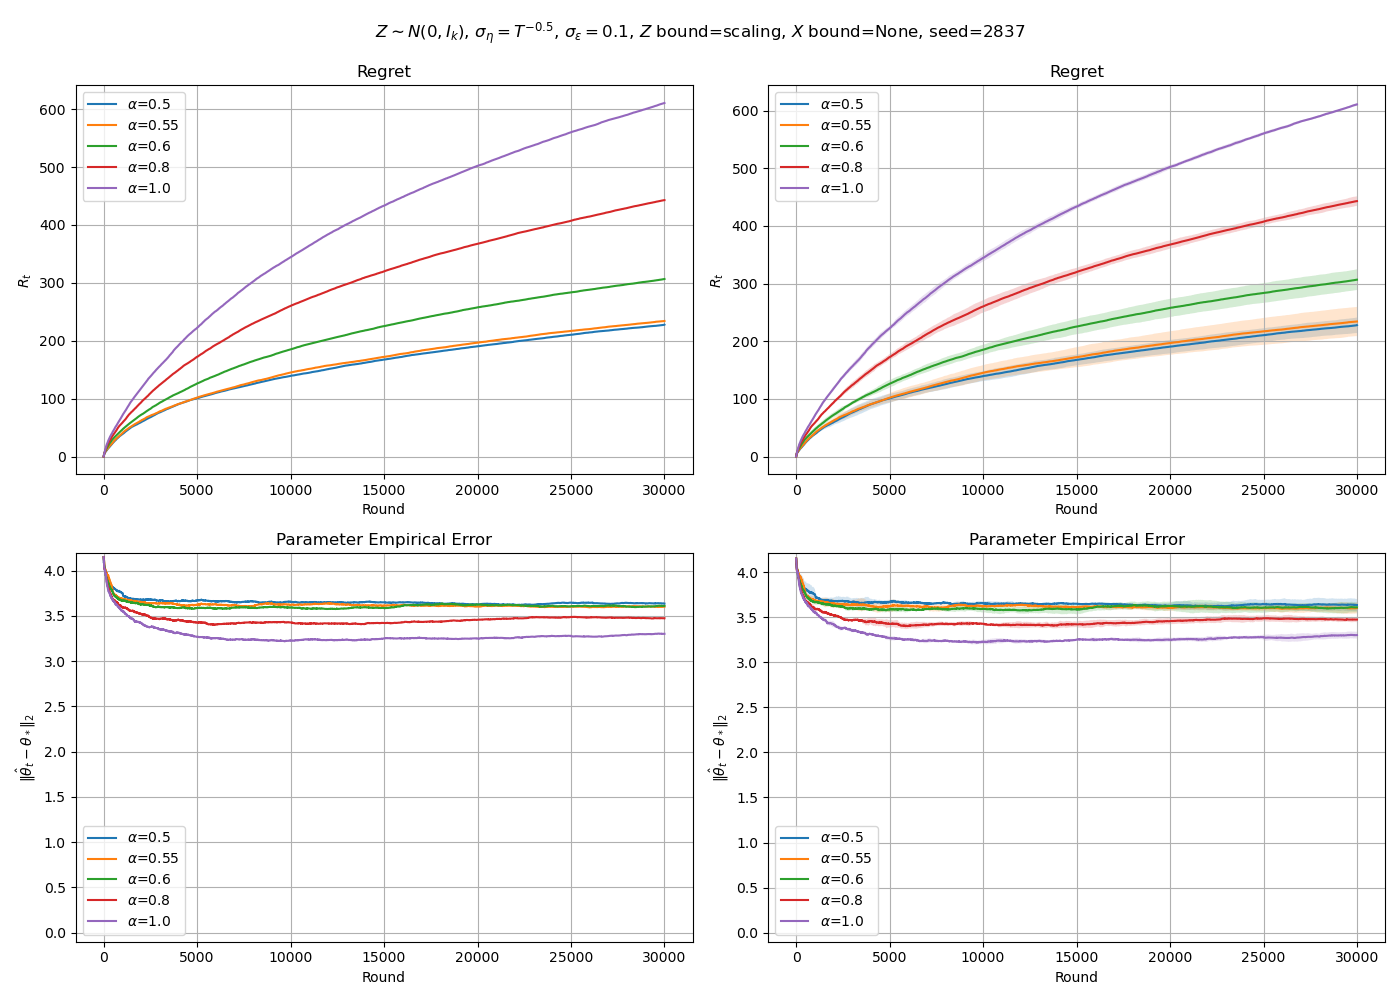 Z ~ N(0, I_k), σ_η = T^{-0.5}, σ_ε = 0.1, Z bound=scaling, X bound=None, seed=2837
Regret
R_t
600
500
400
300
200
100
0
α=0.5
α=0.55
α=0.6
α=0.8
α=1.0
0 5000 10000 15000 20000 25000 30000
Round
Regret
R_t
600
500
400
300
200
100
0
α=0.5
α=0.55
α=0.6
α=0.8
α=1.0
0 5000 10000 15000 20000 25000 30000
Round
Parameter Empirical Error
‖θ̂_t − θ_*‖_2
4.0
3.5
3.0
2.5
2.0
1.5
1.0
0.5
0.0
α=0.5
α=0.55
α=0.6
α=0.8
α=1.0
0 5000 10000 15000 20000 25000 30000
Round
Parameter Empirical Error
‖θ̂_t − θ_*‖_2
4.0
3.5
3.0
2.5
2.0
1.5
1.0
0.5
0.0
α=0.5
α=0.55
α=0.6
α=0.8
α=1.0
0 5000 10000 15000 20000 25000 30000
Round